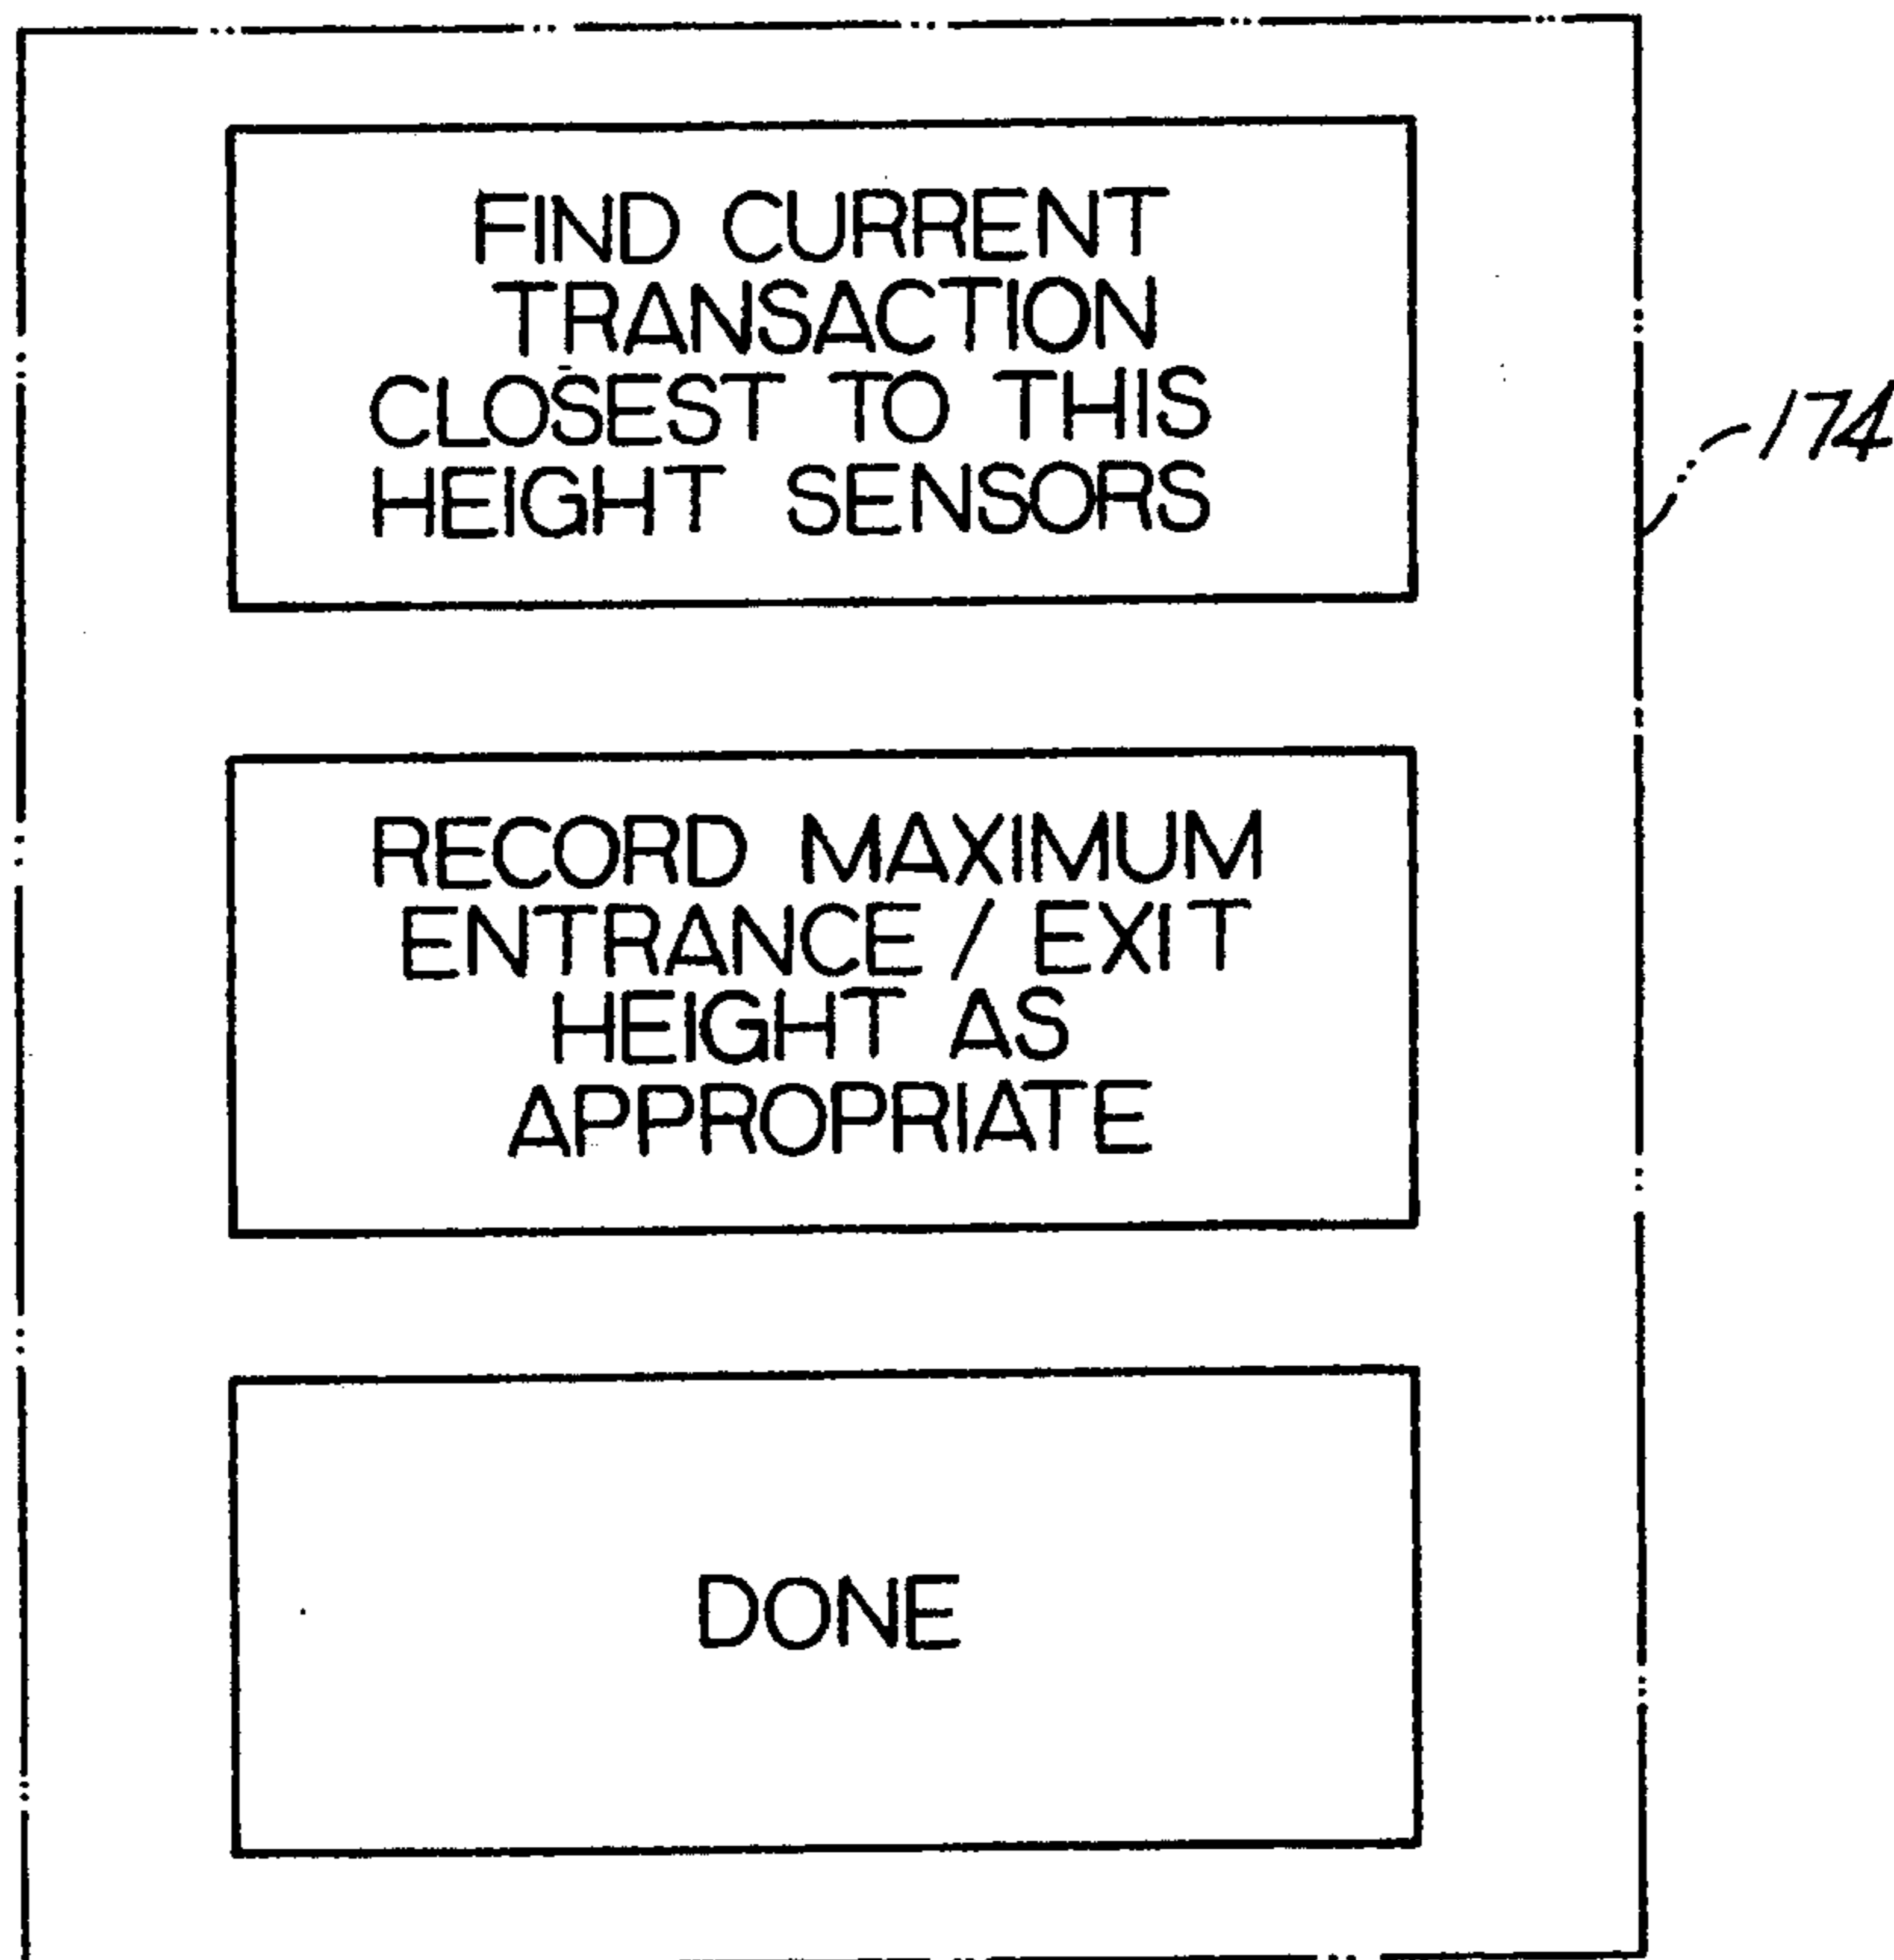 FIND CURRENT
TRANSACTION
CLOSEST TO THIS
HEIGHT SENSORS
174
RECORD MAXIMUM
ENTRANCE / EXIT
HEIGHT AS
APPROPRIATE
DONE